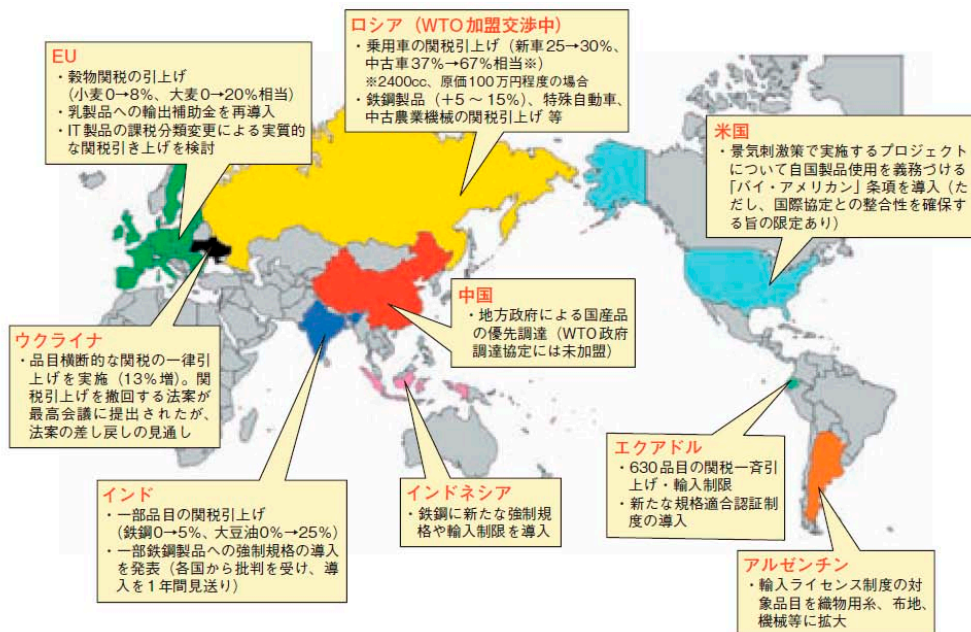 EU
・穀物関税の引上げ
（小麦0→8%、大麦0→20%相当）
・乳製品への輸出補助金を再導入
・IT製品の課税分類変更による実質的
な関税引き上げを検討
ロシア（WTO加盟交渉中）
・乗用車の関税引上げ（新車25→30%、
中古車37%→67%相当※）
※2400cc、原価100万円程度の場合
・鉄鋼製品（+5～15%）、特殊自動車、
中古農業機械の関税引上げ 等
米国
・景気刺激策で実施するプロジェクト
について自国製品使用を義務づける
「バイ・アメリカン」条項を導入（た
だし、国際協定との整合性を確保す
る旨の限定あり）
中国
・地方政府による国産品
の優先調達（WTO政府
調達協定には未加盟）
ウクライナ
・品目横断的な関税の一律引
上げを実施（13%増）。関
税引上げを撤回する法案が
最高会議に提出されたが、
法案の差し戻しの見通し
インド
・一部品目の関税引上げ
（鉄鋼0→5%、大豆油0%→25%）
・一部鉄鋼製品への強制規格の導入
を発表（各国から批判を受け、導
入を1年間見送り）
インドネシア
・鉄鋼に新たな強制規
格や輸入制限を導入
エクアドル
・630品目の関税一斉引
上げ・輸入制限
・新たな規格適合認証制
度の導入
アルゼンチン
・輸入ライセンス制度の対
象品目を織物用糸、布地、
機械等に拡大